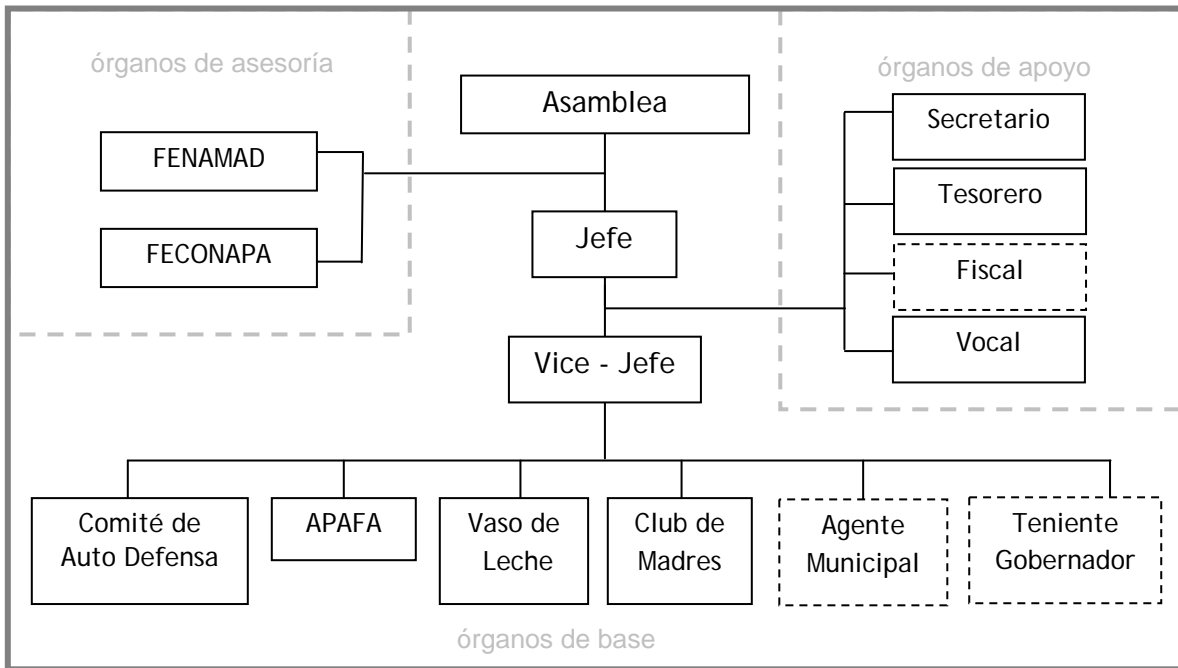 órganos de asesoría
FENAMAD
FECONAPA
Asamblea
Jefe
Vice - Jefe
órganos de apoyo
Secretario
Tesorero
Fiscal
Vocal
Comité de
Auto Defensa
APAFA
Vaso de
Leche
Club de
Madres
Agente
Municipal
Teniente
Gobernador
órganos de base